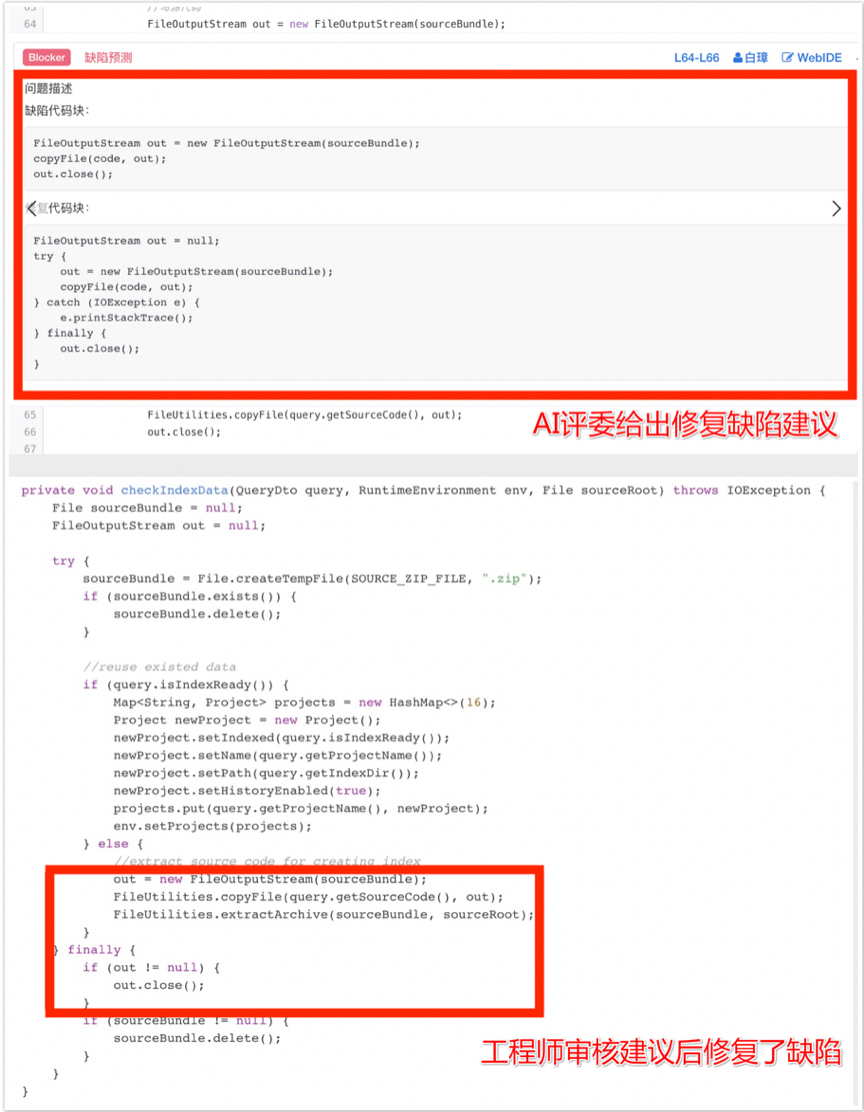 64 FileOutputStream out = new FileOutputStream(sourceBundle);
Blocker 缺陷预测 L64-L66 白璋 WebIDE
问题描述
缺陷代码块：
FileOutputStream out = new FileOutputStream(sourceBundle);
copyFile(code, out);
out.close();
修复代码块：
FileOutputStream out = null;
try {
    out = new FileOutputStream(sourceBundle);
    copyFile(code, out);
} catch (IOException e) {
    e.printStackTrace();
} finally {
    out.close();
}
65 FileUtilities.copyFile(query.getSourceCode(), out);
66 out.close();
67
AI评委给出修复缺陷建议
private void checkIndexData(QueryDto query, RuntimeEnvironment env, File sourceRoot) throws IOException {
    File sourceBundle = null;
    FileOutputStream out = null;
    try {
        sourceBundle = File.createTempFile(SOURCE_ZIP_FILE, ".zip");
        if (sourceBundle.exists()) {
            sourceBundle.delete();
        }
        //reuse existed data
        if (query.isIndexReady()) {
            Map<String, Project> projects = new HashMap<>(16);
            Project newProject = new Project();
            newProject.setIndexed(query.isIndexReady());
            newProject.setName(query.getProjectName());
            newProject.setPath(query.getIndexDir());
            newProject.setHistoryEnabled(true);
            projects.put(query.getProjectName(), newProject);
            env.setProjects(projects);
        } else {
            //extract source code for creating index
            out = new FileOutputStream(sourceBundle);
            FileUtilities.copyFile(query.getSourceCode(), out);
            FileUtilities.extractArchive(sourceBundle, sourceRoot);
        }
    } finally {
        if (out != null) {
            out.close();
        }
        if (sourceBundle != null) {
            sourceBundle.delete();
        }
    }
}
工程师审核建议后修复了缺陷